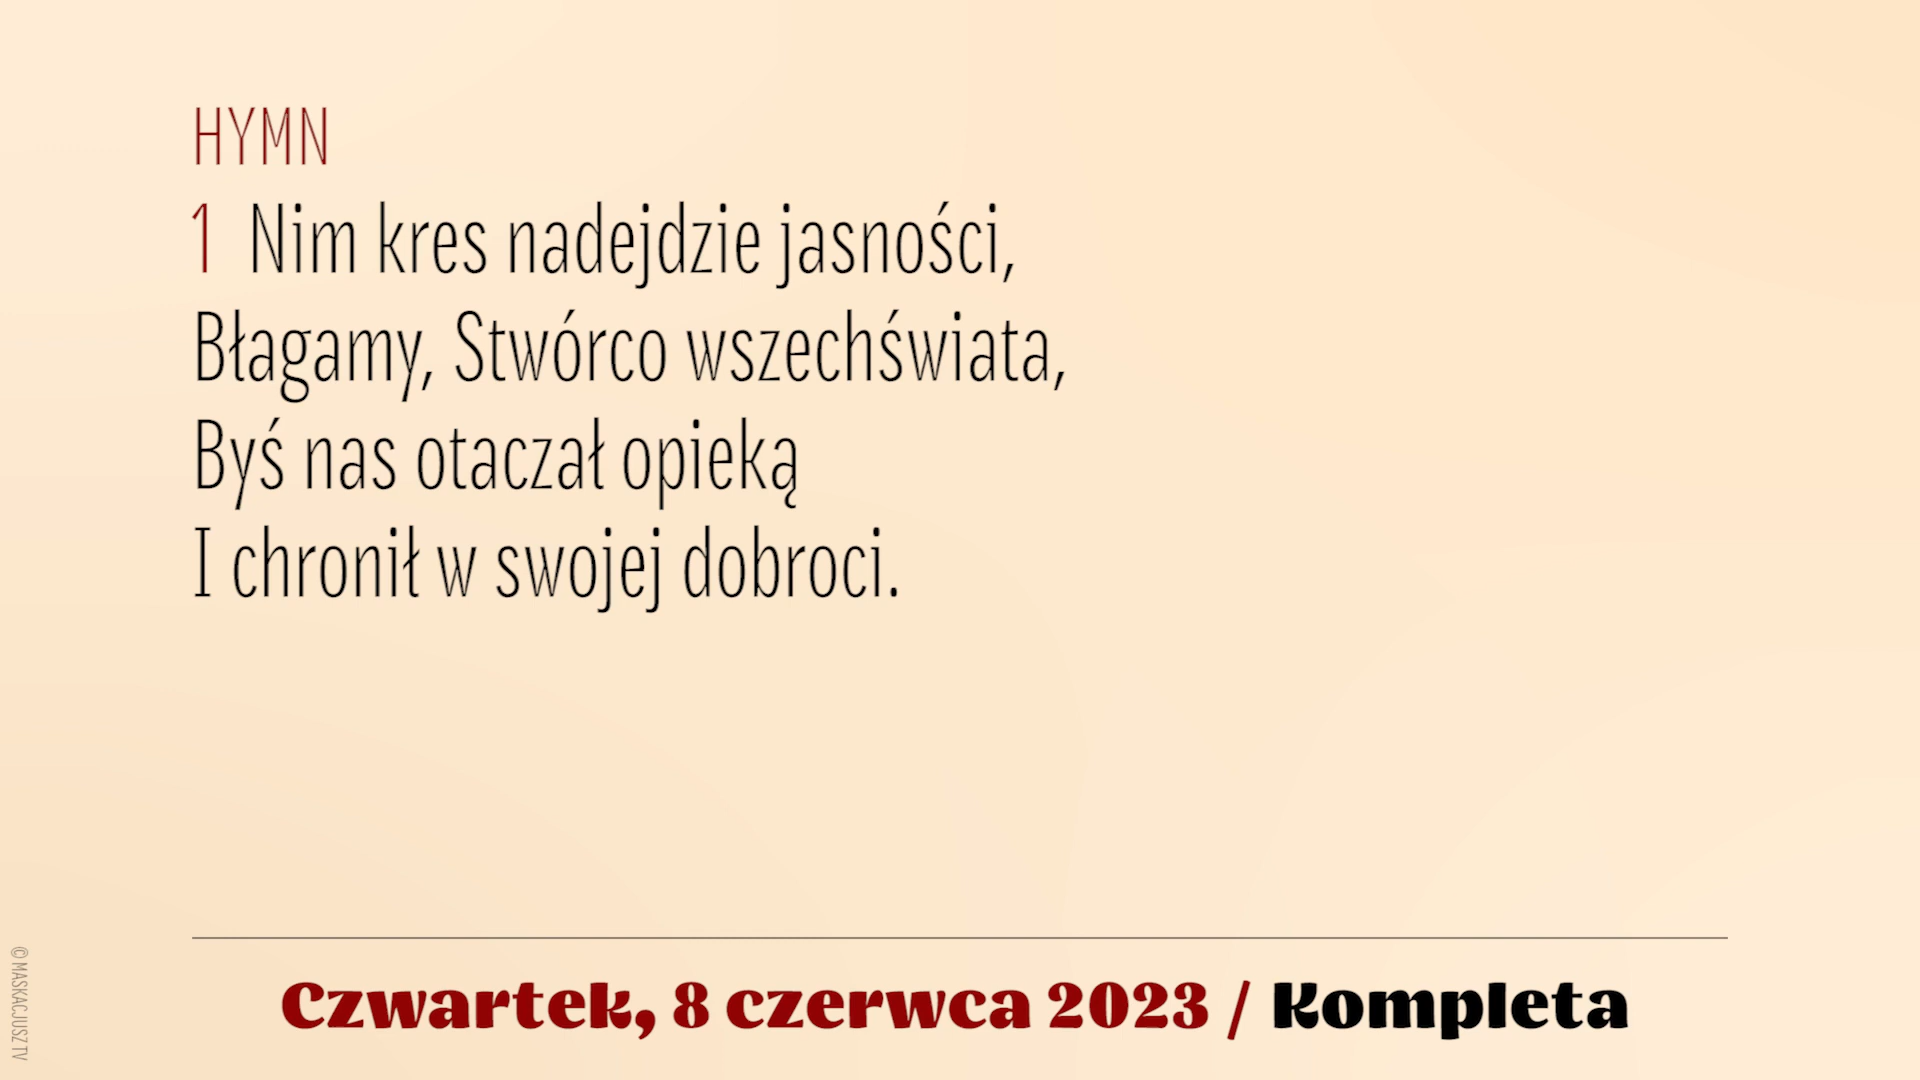 HYMN
1 Nim kres nadejdzie jasności,
Błagamy, Stwórco wszechświata,
Byś nas otaczał opieką
I chronił w swojej dobroci.
Czwartek, 8 czerwca 2023 / Kompleta
© MASKACJUSZ TV